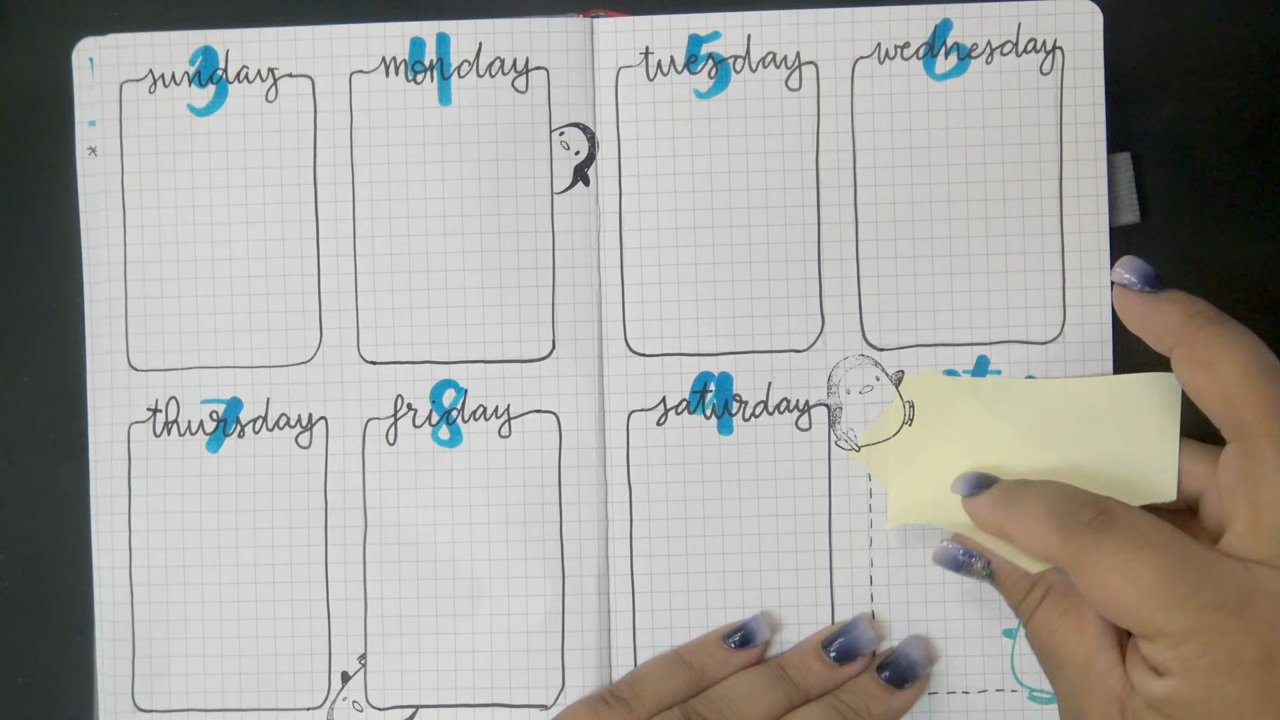 sunday 3
monday 4
tuesday 5
wednesday 6
thursday 7
friday 8
saturday 9